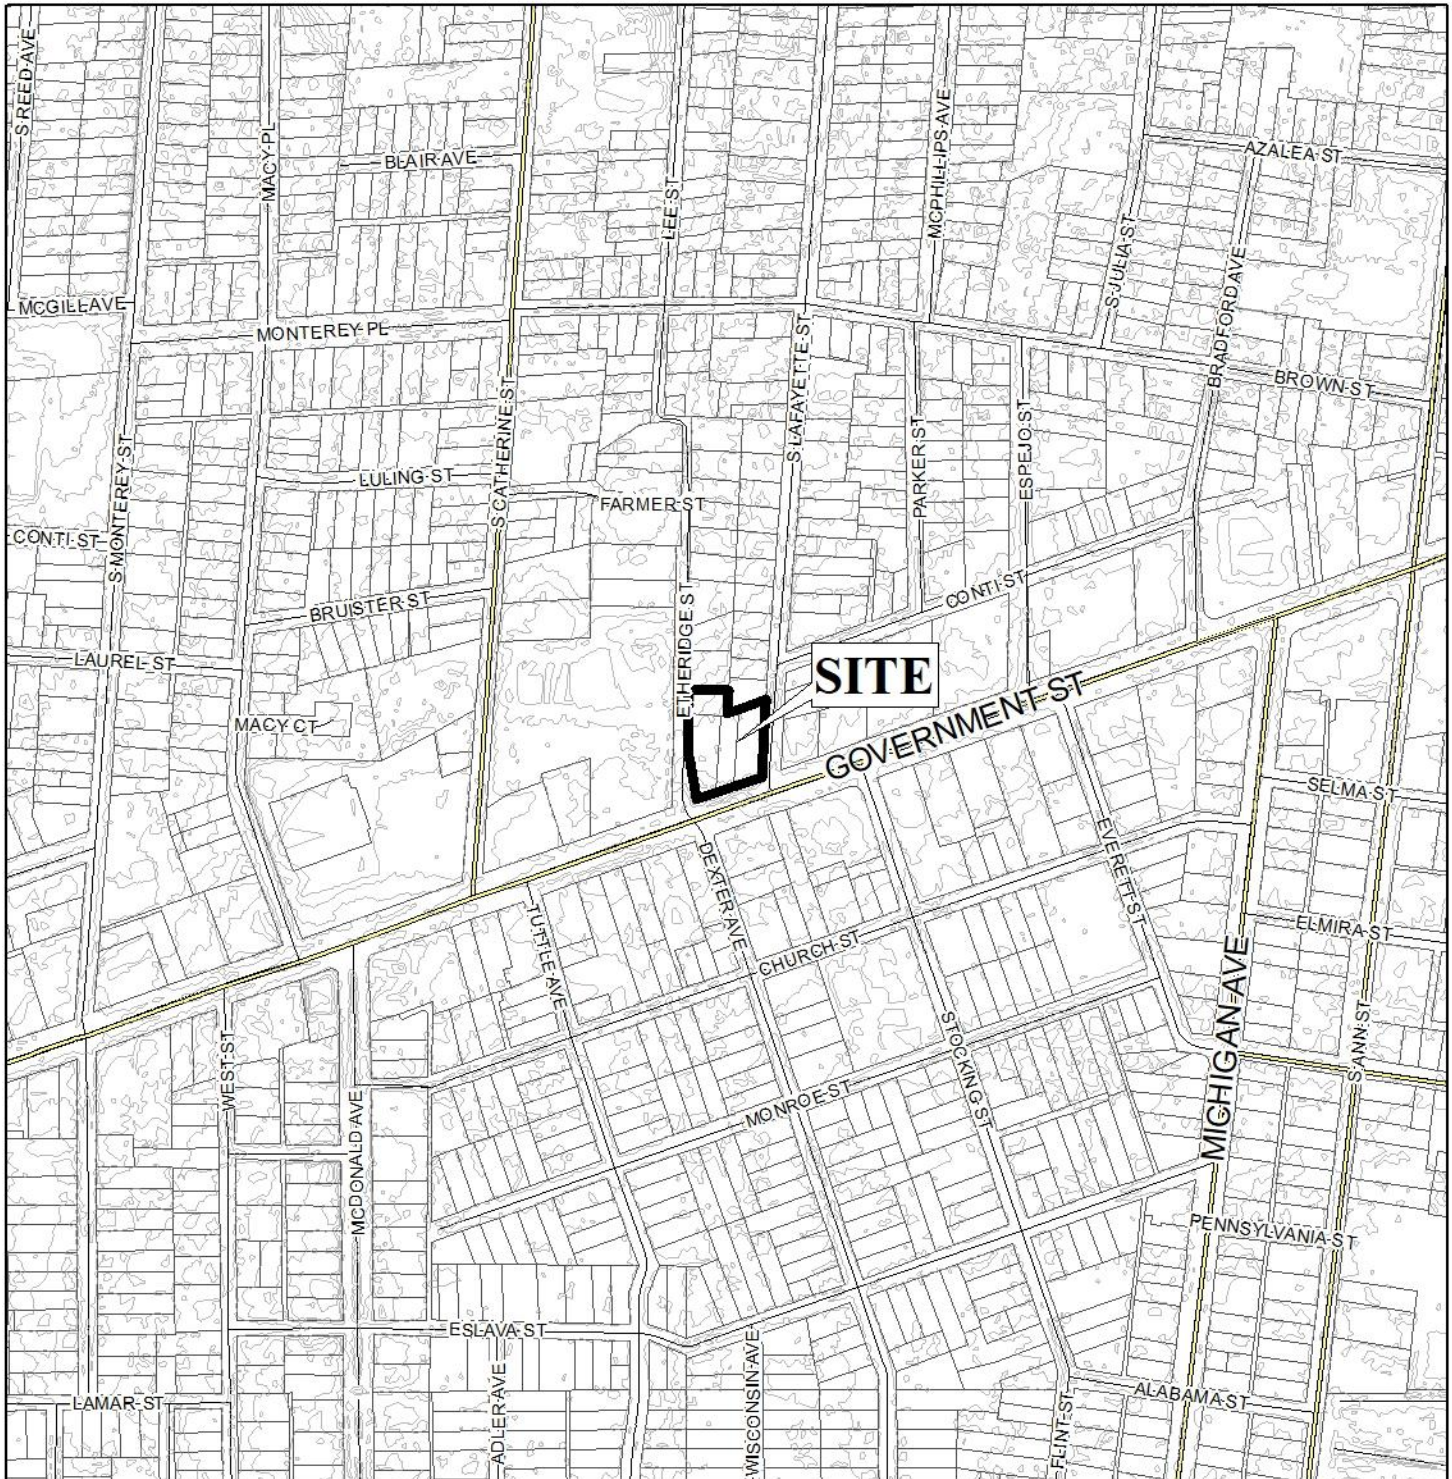 S REED AVE
MACY PL
BLAIR AVE
LEE ST
MCPHILLIPS AVE
AZALEA ST
S JULIA ST
BRADFORD AVE
MCGILL AVE
MONTEREY PL
S LAFAYETTE ST
BROWN ST
S CATHERINE ST
S MONTEREY ST
LULING ST
FARMER ST
PARKER ST
ESPEJO ST
CONTI ST
BRUISTER ST
CONTI ST
ETHERIDGE ST
LAUREL ST
SITE
MACY CT
GOVERNMENT ST
SELMA ST
EVERETT ST
DEXTER AVE
TUTTLE AVE
CHURCH ST
ELMIRA ST
MICHIGAN AVE
S ANN ST
WEST ST
STOCKING ST
MONROE ST
MCDONALD AVE
PENNSYLVANIA ST
ESLAVA ST
WISCONSIN AVE
ADLER AVE
LAMAR ST
FLINT ST
ALABAMA ST